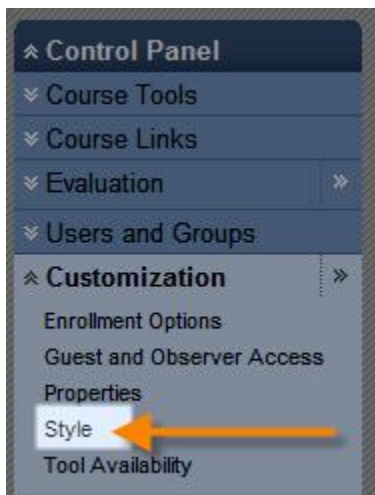 Control Panel
Course Tools
Course Links
Evaluation
Users and Groups
Customization
Enrollment Options
Guest and Observer Access
Properties
Style
Tool Availability